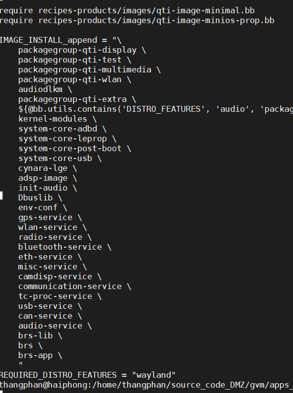 require recipes-products/images/qti-image-minimal.bb
require recipes-products/images/qti-image-minios-prop.bb
IMAGE_INSTALL_append = "\
packagegroup-qti-display \
packagegroup-qti-test \
packagegroup-qti-multimedia \
packagegroup-qti-wlan \
audiodlkm \
packagegroup-qti-extra \
${@bb.utils.contains('DISTRO_FEATURES', 'audio', 'packag
kernel-modules \
system-core-adbd \
system-core-leprop \
system-core-post-boot \
system-core-usb \
cynara-lge \
adsp-image \
init-audio \
Dbuslib \
env-conf \
gps-service \
wlan-service \
radio-service \
bluetooth-service \
eth-service \
misc-service \
camdisp-service \
communication-service \
tc-proc-service \
usb-service \
can-service \
audio-service \
brs-lib \
brs \
brs-app \
"
REQUIRED_DISTRO_FEATURES = "wayland"
thangphan@haiphong:/home/thangphan/source_code_DMZ/gvm/apps_